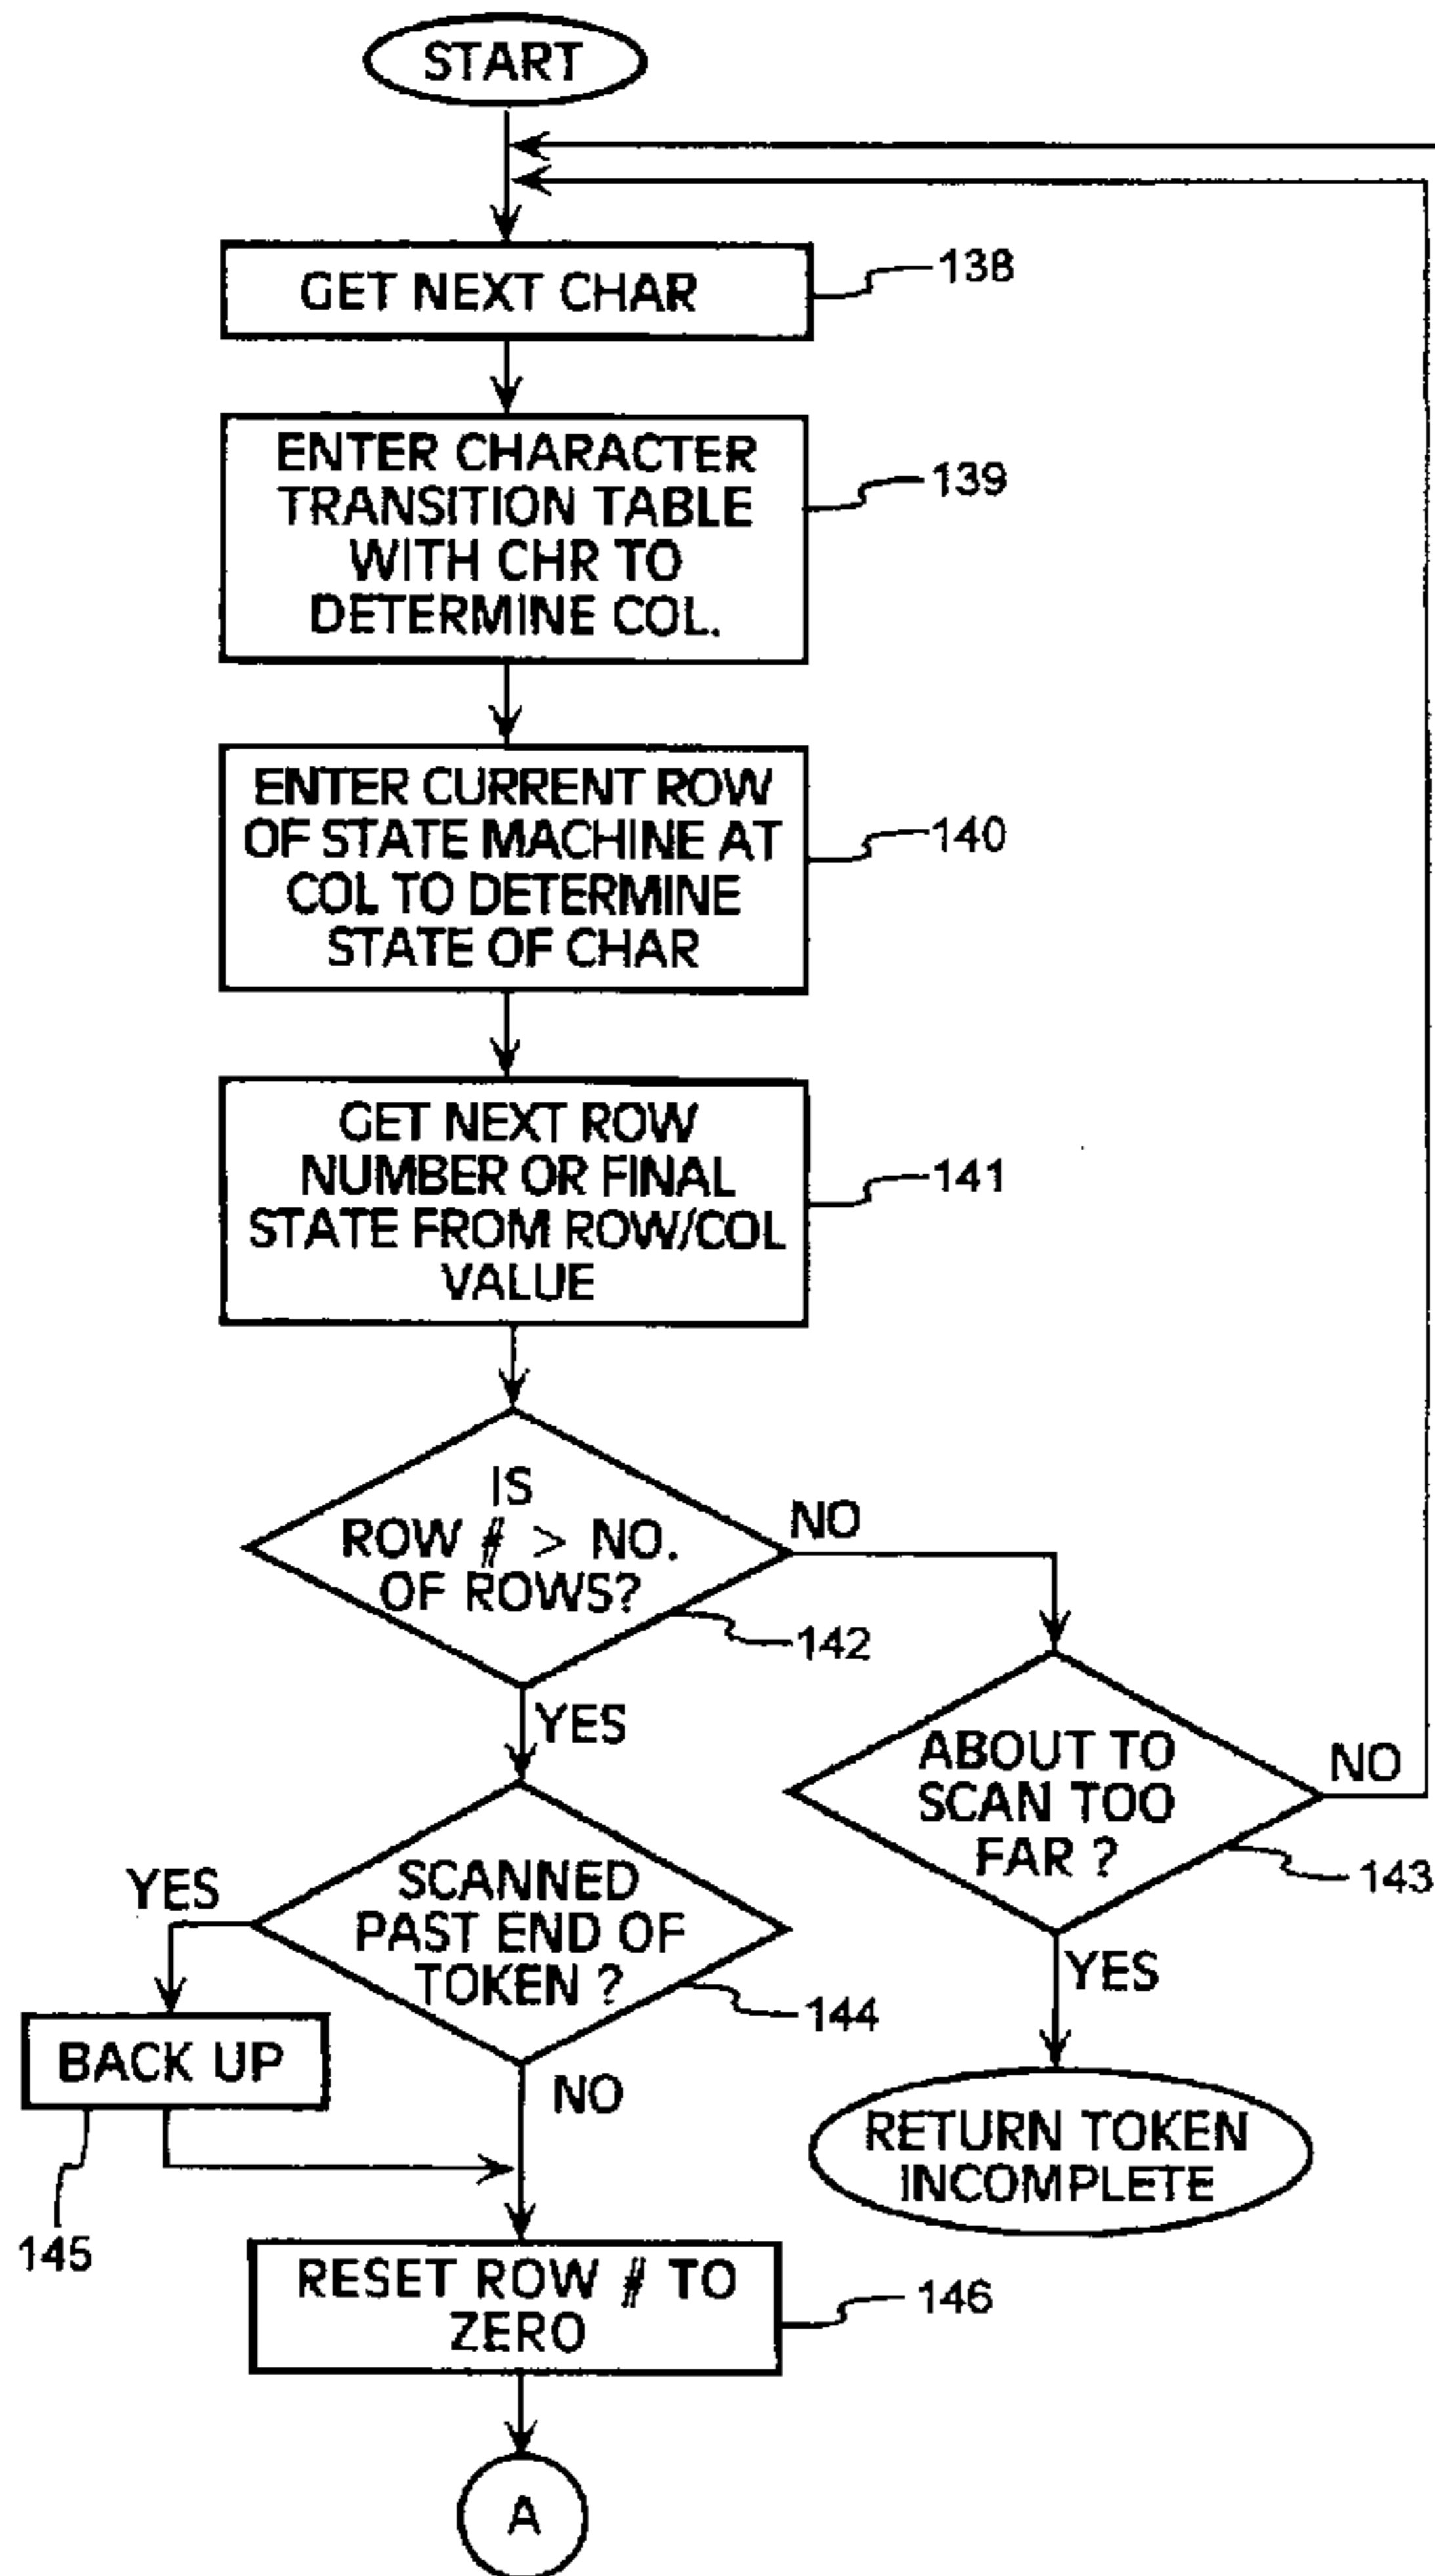 START
GET NEXT CHAR
138
ENTER CHARACTER
TRANSITION TABLE
WITH CHR TO
DETERMINE COL.
139
ENTER CURRENT ROW
OF STATE MACHINE AT
COL TO DETERMINE
STATE OF CHAR
140
GET NEXT ROW
NUMBER OR FINAL
STATE FROM ROW/COL
VALUE
141
IS
ROW # > NO.
OF ROWS?
NO
142
YES
ABOUT TO
SCAN TOO
FAR ?
NO
143
YES
SCANNED
PAST END OF
TOKEN ?
YES
144
BACK UP
NO
RETURN TOKEN
INCOMPLETE
145
RESET ROW # TO
ZERO
146
A